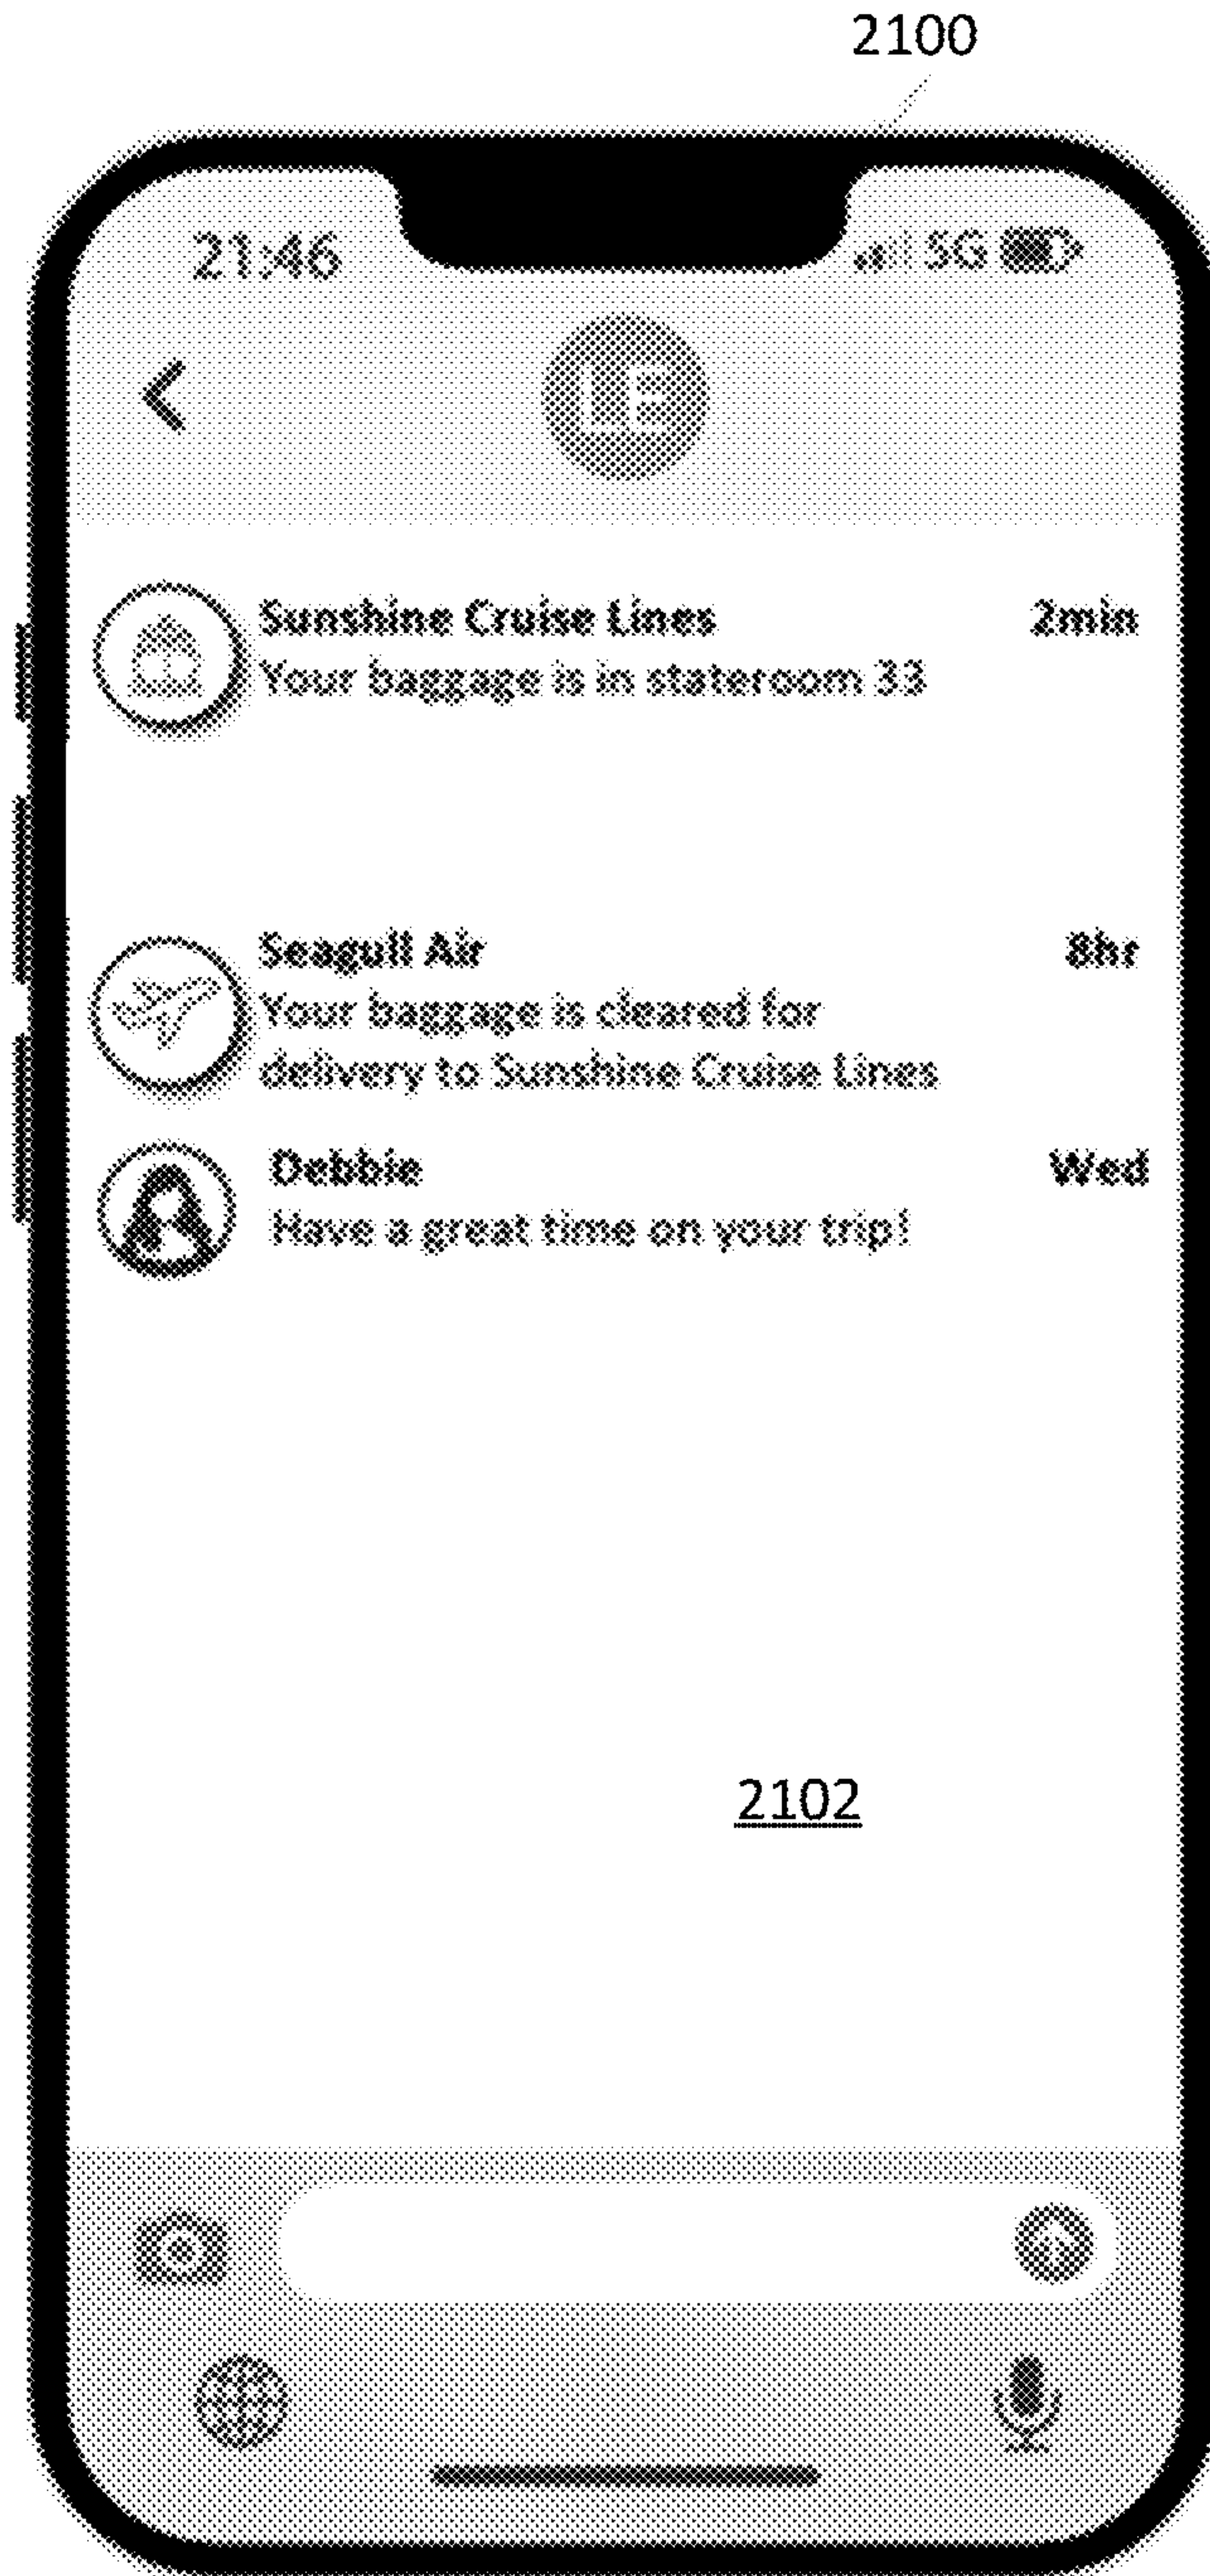 2100
21:46 5G
LF
Sunshine Cruise Lines 2min
Your baggage is in stateroom 33
Seagull Air 8hr
Your baggage is cleared for
delivery to Sunshine Cruise Lines
Debbie Wed
Have a great time on your trip!
2102